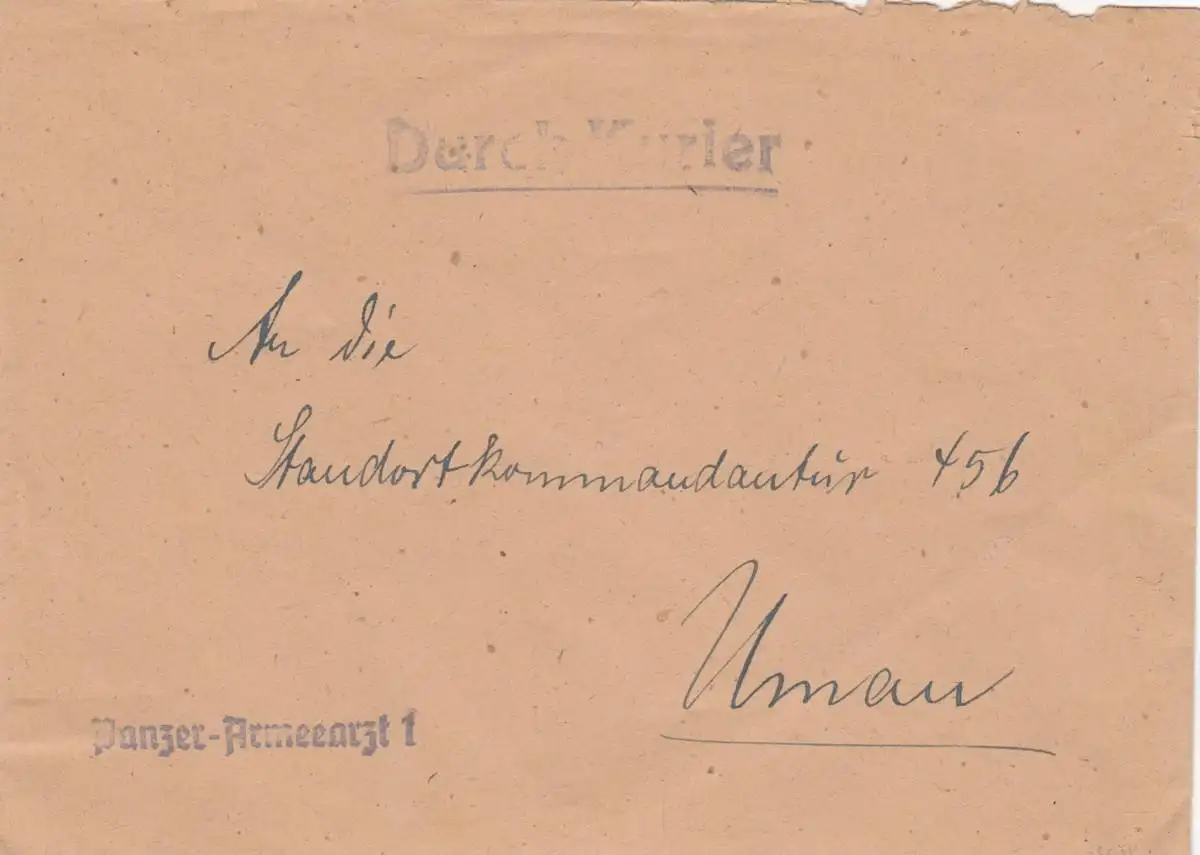 Durch Kurier
An die
Standortkommandantur 456
Uman
Panzer-Armeearzt 1